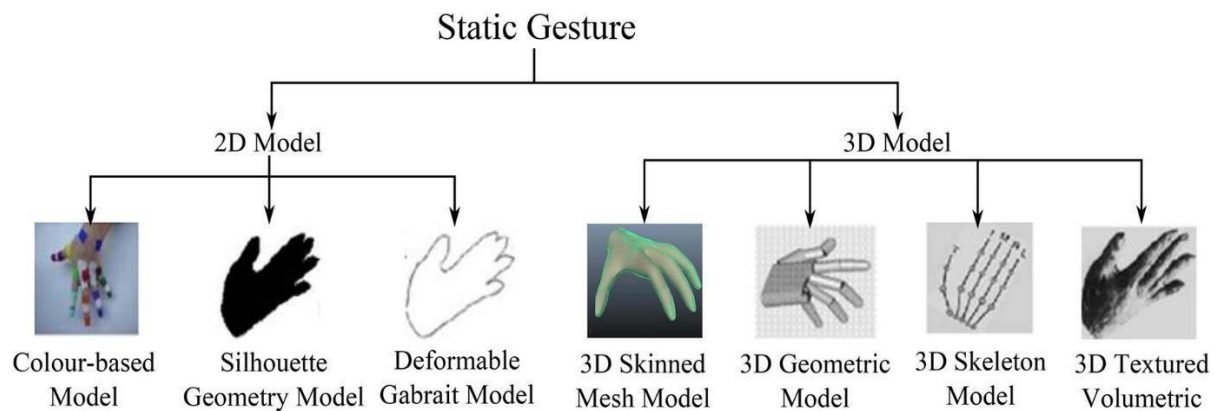 Static Gesture
2D Model
3D Model
Colour-based
Model
Silhouette
Geometry Model
Deformable
Gabrait Model
3D Skinned
Mesh Model
3D Geometric
Model
3D Skeleton
Model
3D Textured
Volumetric